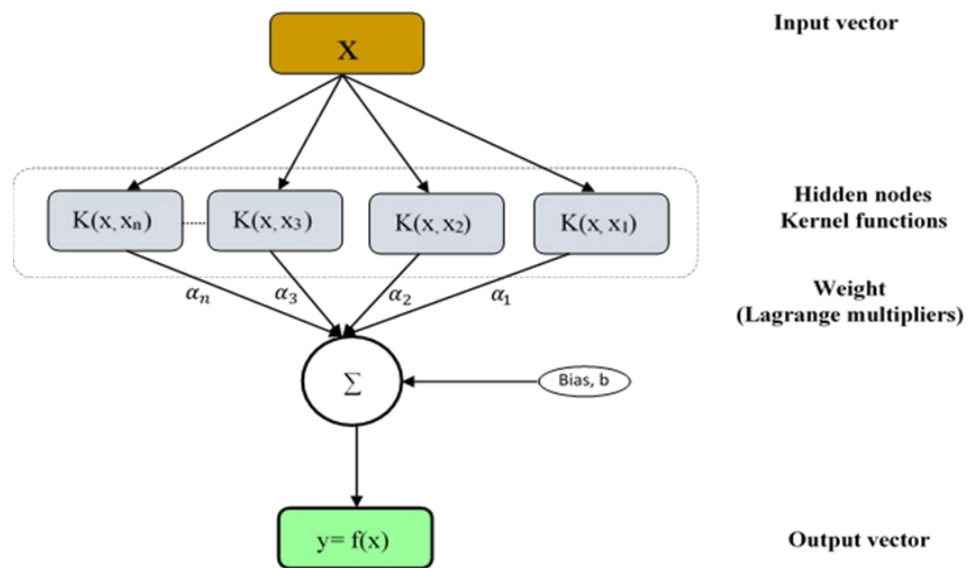 Input vector
X
Hidden nodes
Kernel functions
K(x, xn)
K(x, x3)
K(x, x2)
K(x, x1)
αn
α3
α2
α1
Weight
(Lagrange multipliers)
Σ
Bias, b
y= f(x)
Output vector